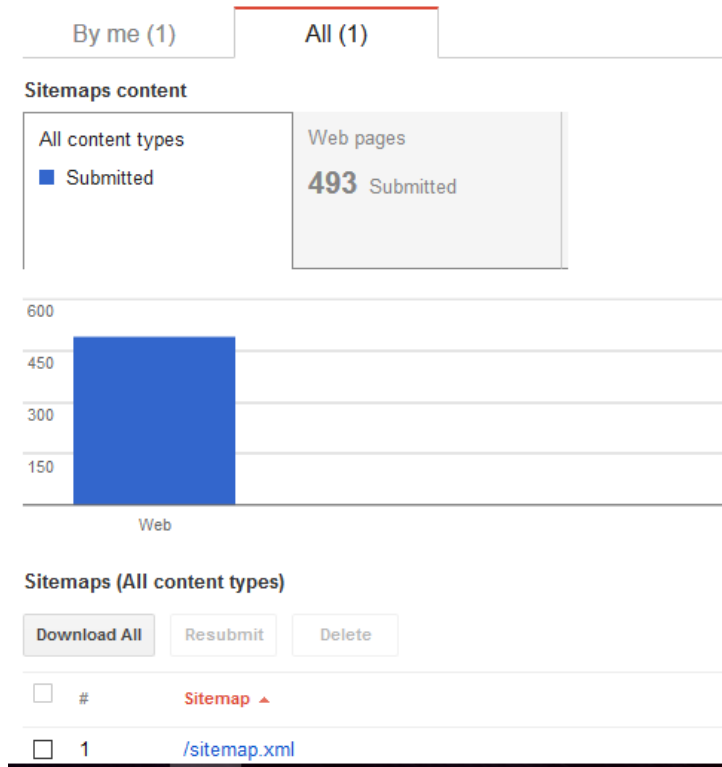 By me (1) All (1)
Sitemaps content
All content types Web pages
Submitted 493 Submitted
600
450
300
150
Web
Sitemaps (All content types)
Download All Resubmit Delete
# Sitemap
1 /sitemap.xml